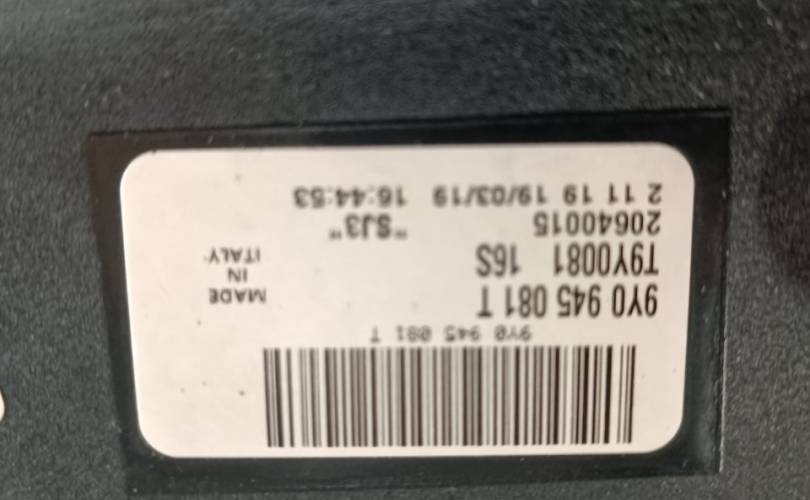 9Y0 945 081 T
9Y0 945 081 T
MADE
IN
ITALY
T9Y0081 16S
20640015 "SJ3"
2 11 19 19/03/19 16:44:53